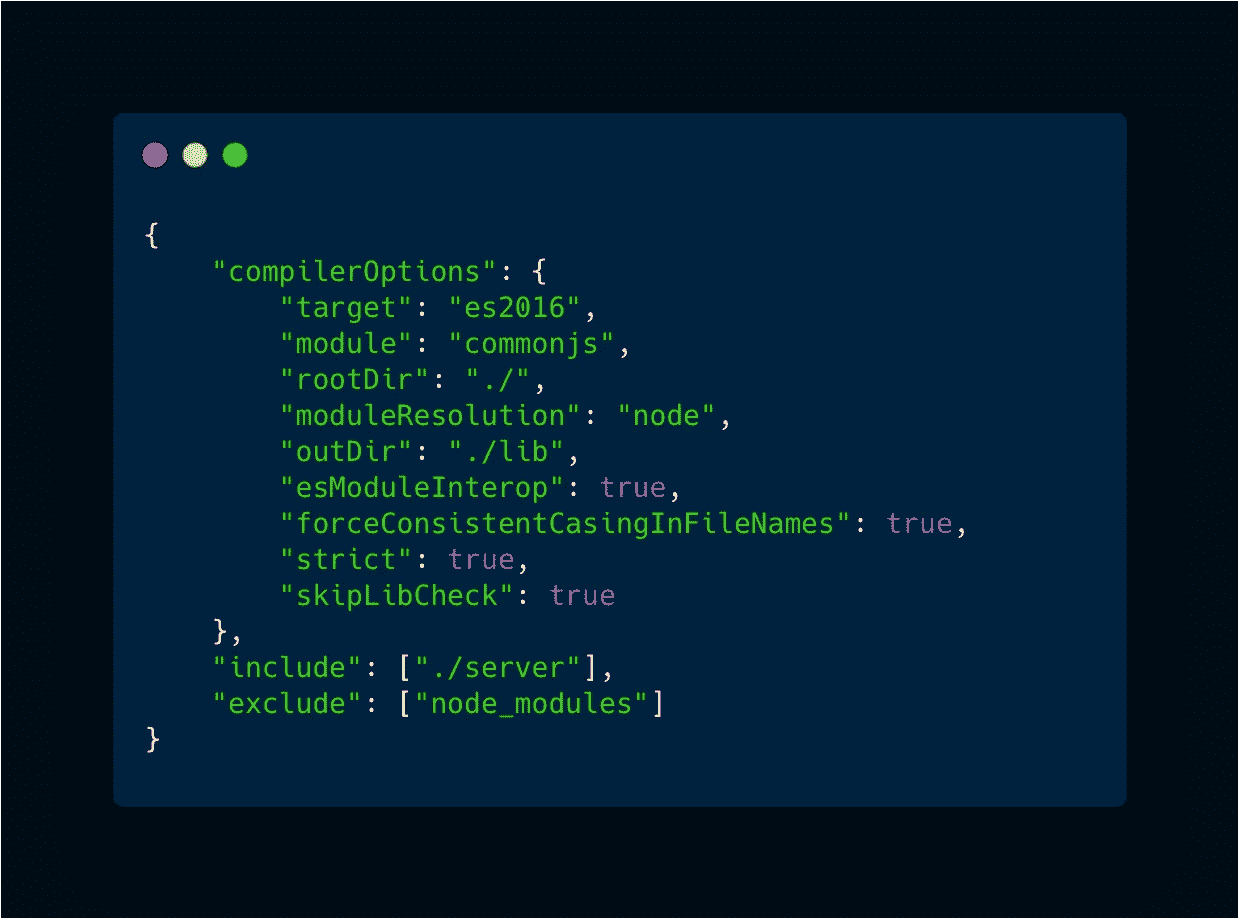 {
    "compilerOptions": {
        "target": "es2016",
        "module": "commonjs",
        "rootDir": "./",
        "moduleResolution": "node",
        "outDir": "./lib",
        "esModuleInterop": true,
        "forceConsistentCasingInFileNames": true,
        "strict": true,
        "skipLibCheck": true
    },
    "include": ["./server"],
    "exclude": ["node_modules"]
}